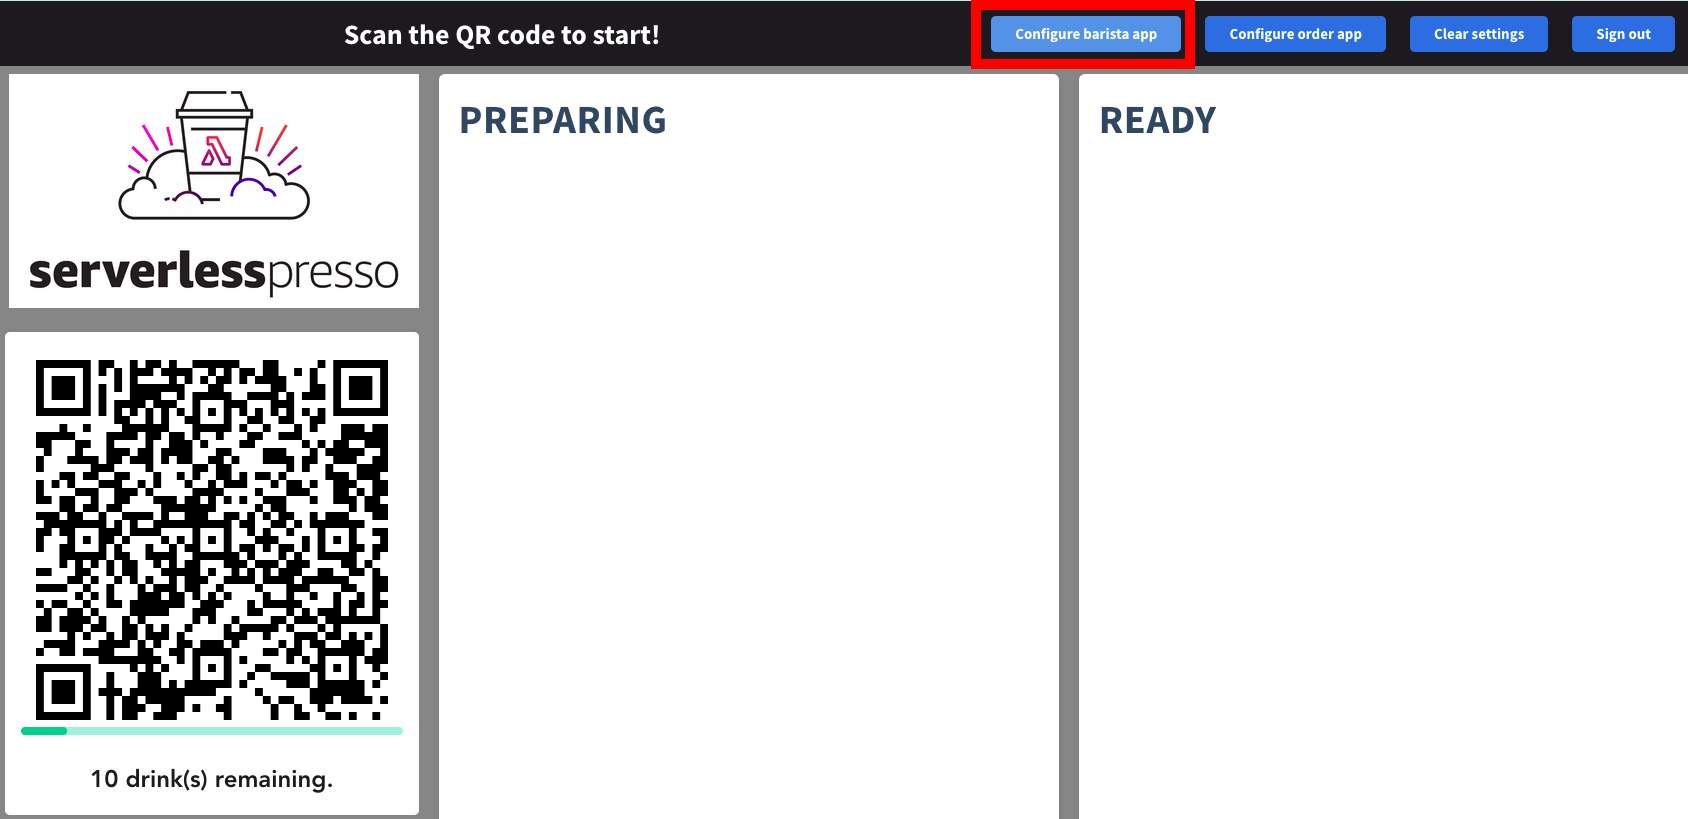 Scan the QR code to start!
Configure barista app
Configure order app
Clear settings
Sign out
serverlesspresso
PREPARING
READY
10 drink(s) remaining.